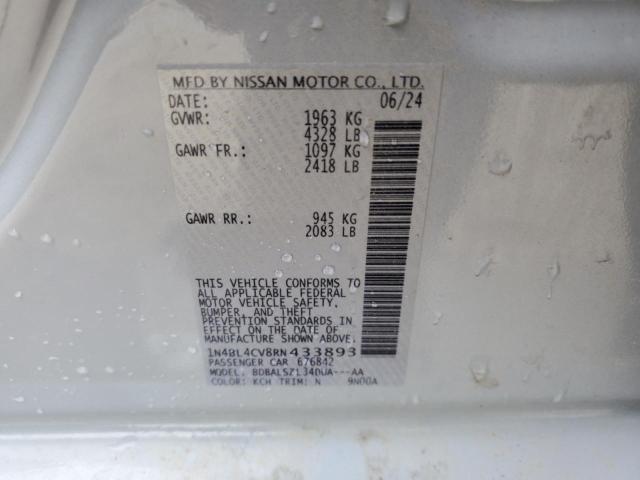 MFD BY NISSAN MOTOR CO., LTD.
DATE: 06/24
GVWR: 1963 KG
4328 LB
GAWR FR.: 1097 KG
2418 LB
GAWR RR.: 945 KG
2083 LB
THIS VEHICLE CONFORMS TO
ALL APPLICABLE FEDERAL
MOTOR VEHICLE SAFETY,
BUMPER, AND THEFT
PREVENTION STANDARDS IN
EFFECT ON THE DATE OF
MANUFACTURE SHOWN ABOVE.
1N4BL4CV8RN433893
PASSENGER CAR 676842
MODEL: BDBALSZL34DUA---AA
COLOR: KCH TRIM: N 9N00A